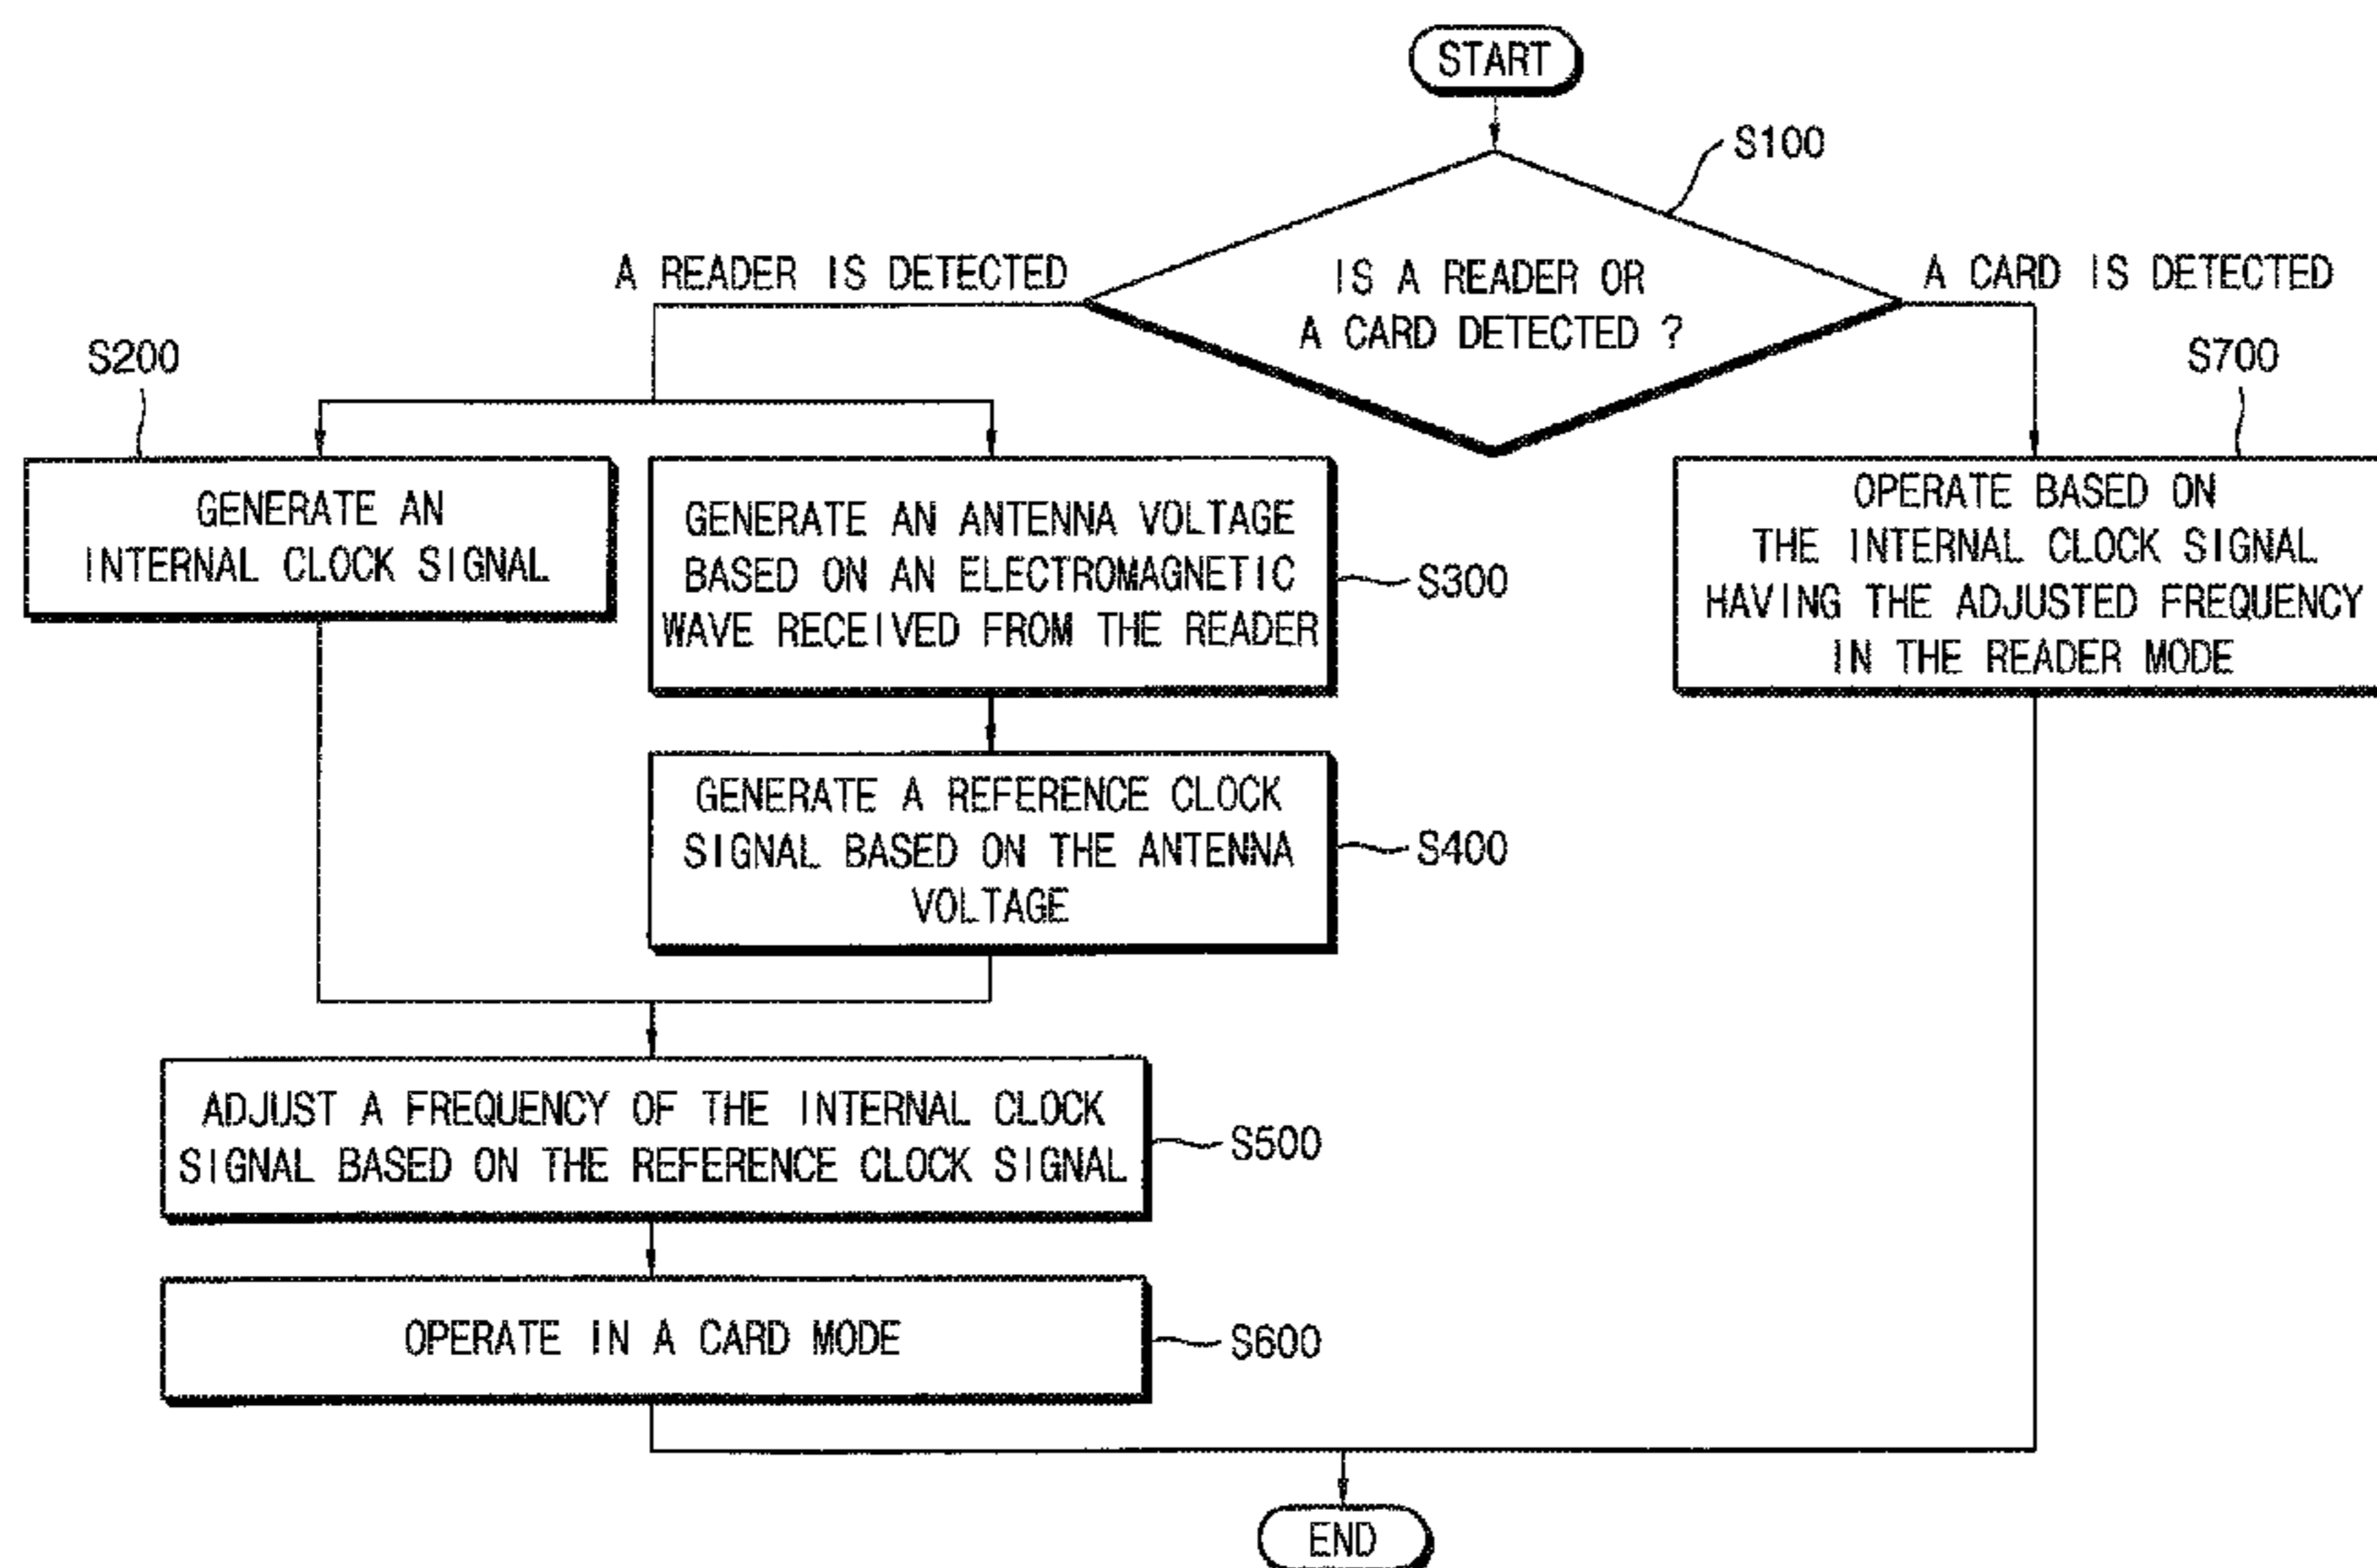 START
S100
IS A READER OR
A CARD DETECTED ?
A READER IS DETECTED
A CARD IS DETECTED
S200
GENERATE AN
INTERNAL CLOCK SIGNAL
GENERATE AN ANTENNA VOLTAGE
BASED ON AN ELECTROMAGNETIC
WAVE RECEIVED FROM THE READER
S300
S700
OPERATE BASED ON
THE INTERNAL CLOCK SIGNAL
HAVING THE ADJUSTED FREQUENCY
IN THE READER MODE
GENERATE A REFERENCE CLOCK
SIGNAL BASED ON THE ANTENNA
VOLTAGE
S400
ADJUST A FREQUENCY OF THE INTERNAL CLOCK
SIGNAL BASED ON THE REFERENCE CLOCK SIGNAL
S500
OPERATE IN A CARD MODE
S600
END